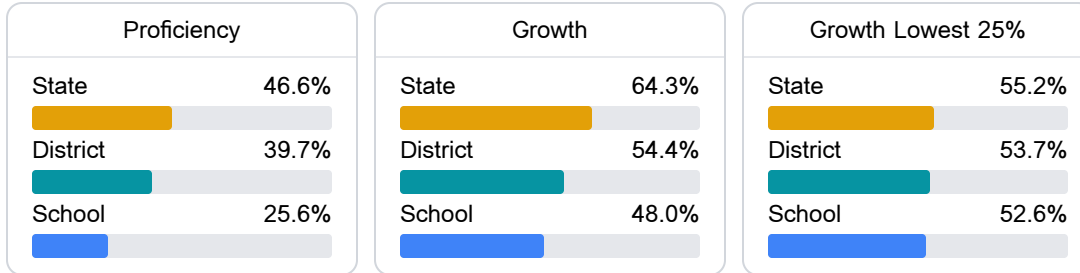 Proficiency
State 46.6%
District 39.7%
School 25.6%
Growth
State 64.3%
District 54.4%
School 48.0%
Growth Lowest 25%
State 55.2%
District 53.7%
School 52.6%